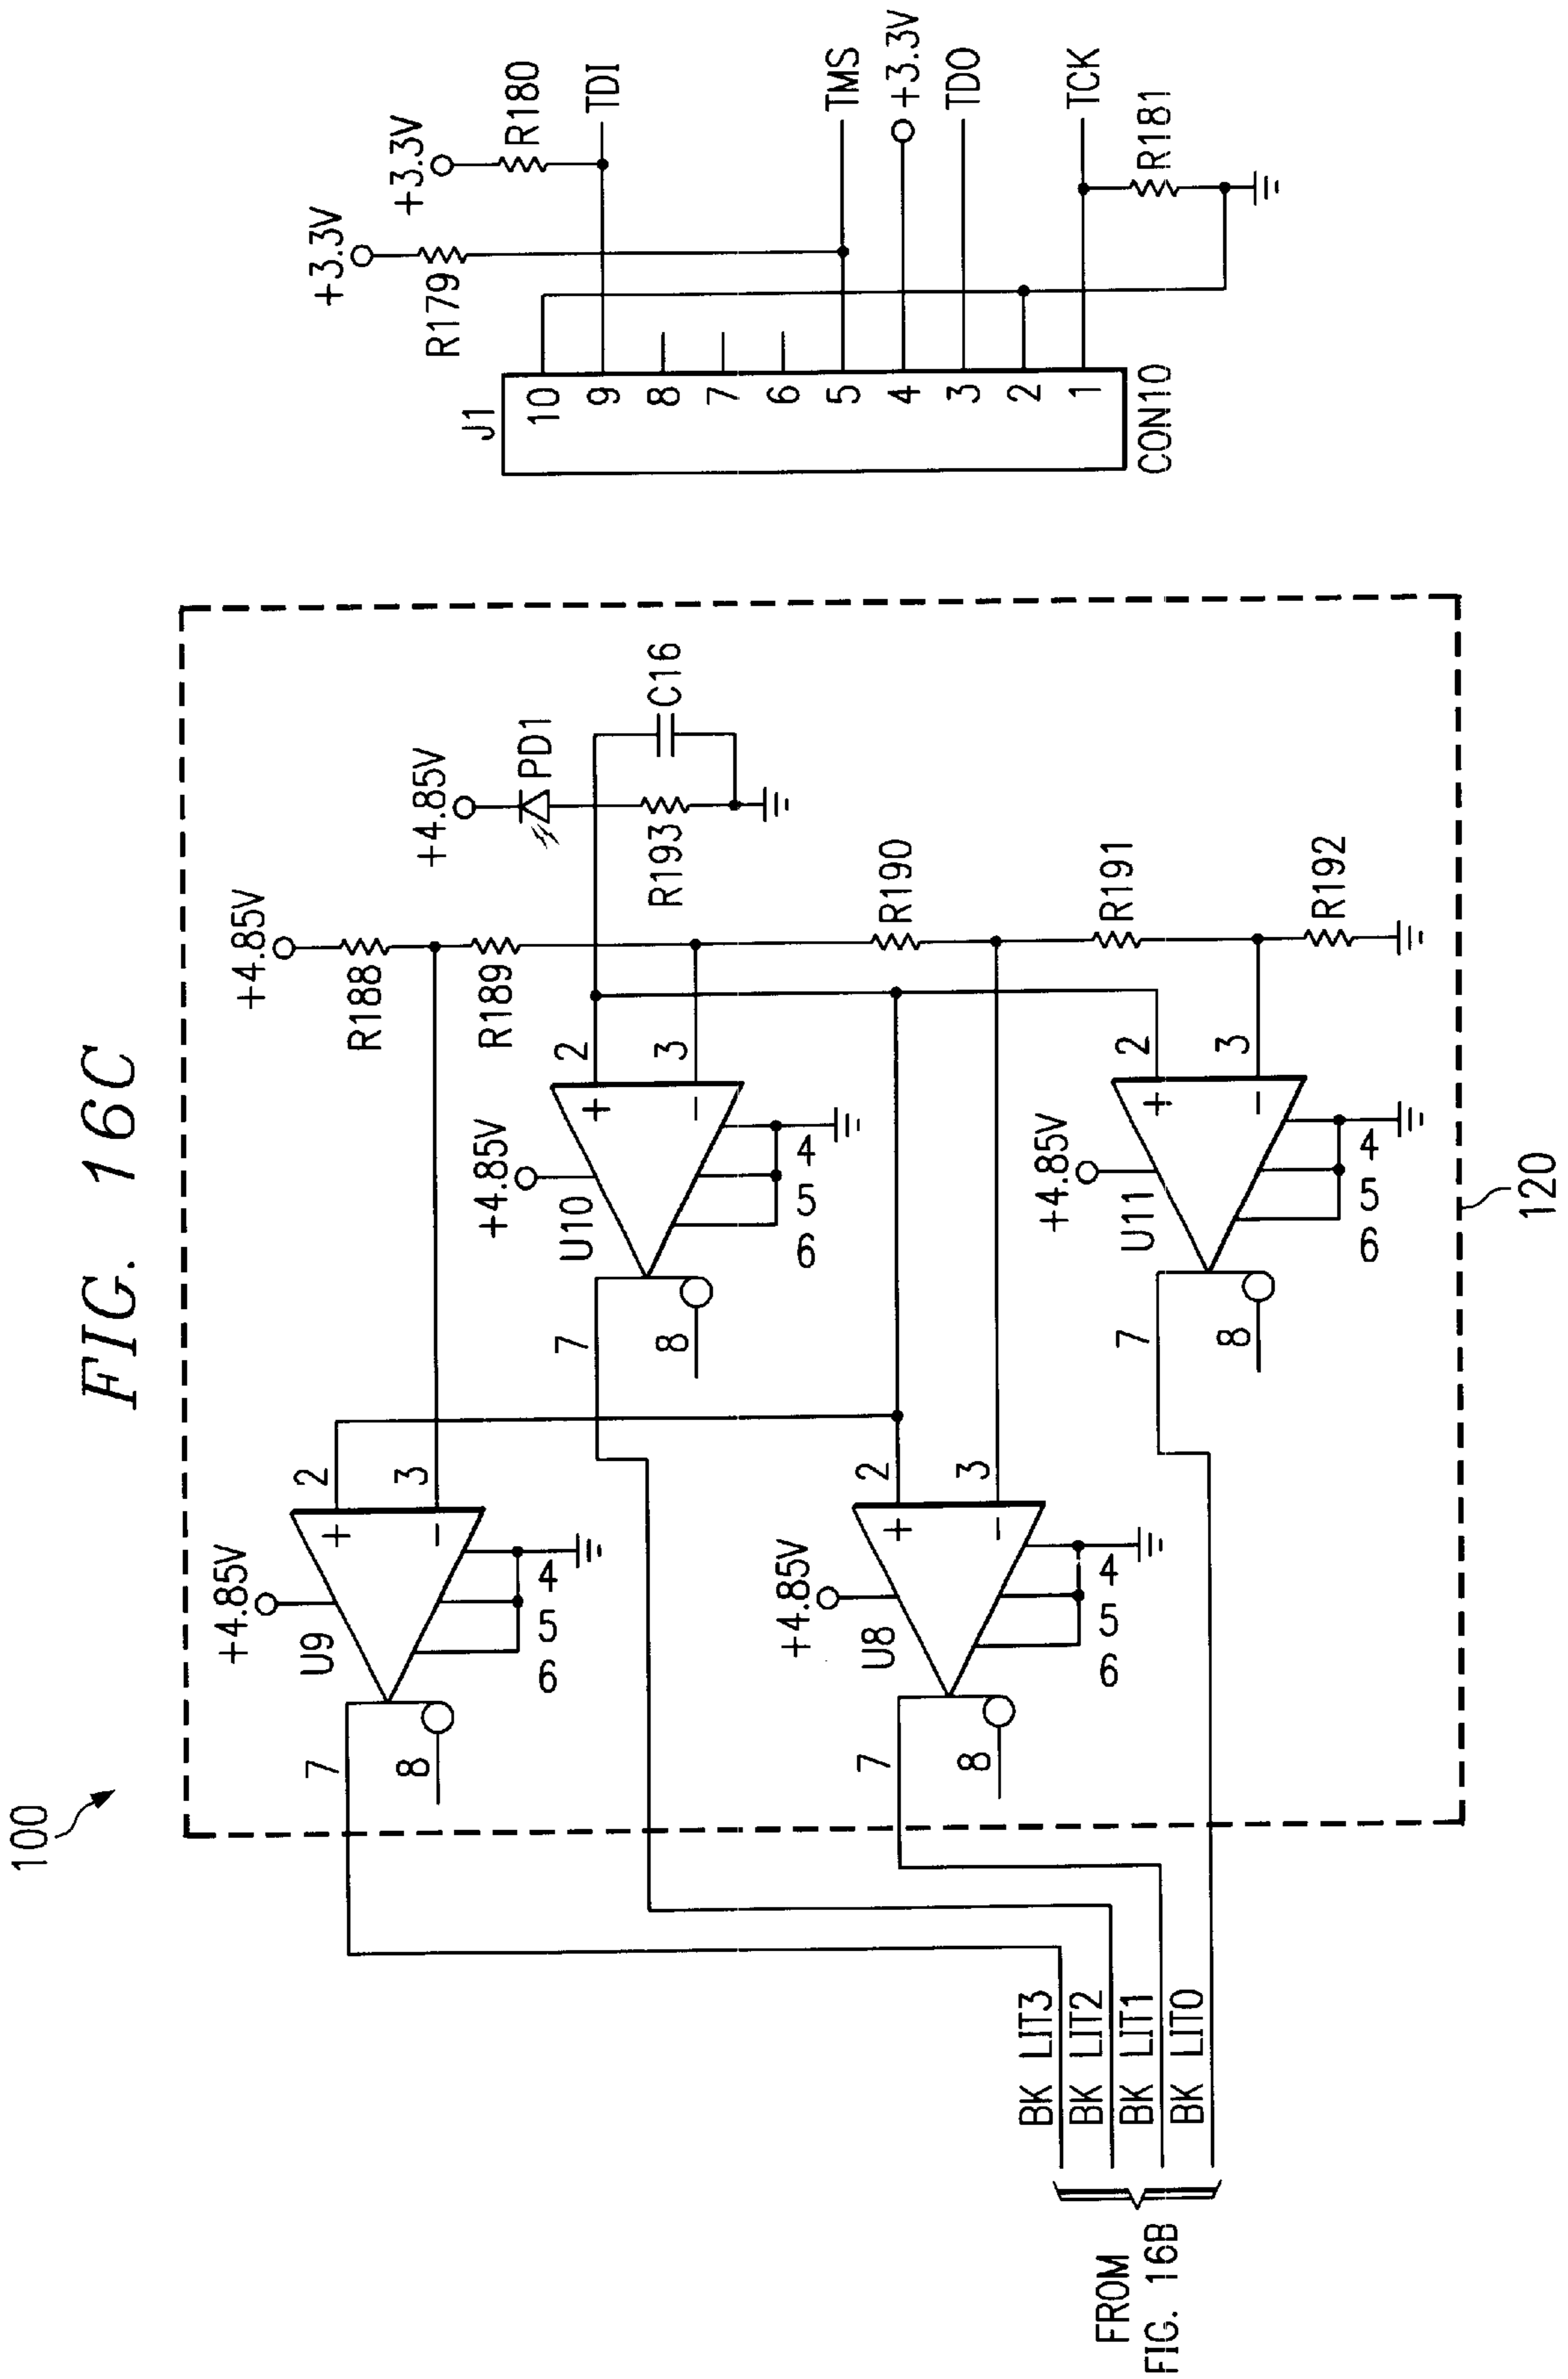 FIG. 16C
100
+4.85V
U9
2
3
+
−
4
5
6
7
8
+4.85V
R188
R189
+4.85V
U10
2
3
+
−
4
5
6
7
8
+4.85V
PD1
R193
C16
R190
R191
R192
+4.85V
U8
2
3
+
−
4
5
6
7
8
+4.85V
U11
2
3
+
−
4
5
6
7
8
120
BK LIT3
BK LIT2
BK LIT1
BK LIT0
FROM
FIG. 16B
+3.3V
R179
+3.3V
R180
J1
10
9
8
7
6
5
4
3
2
1
CON10
TDI
TMS
+3.3V
TDO
TCK
R181